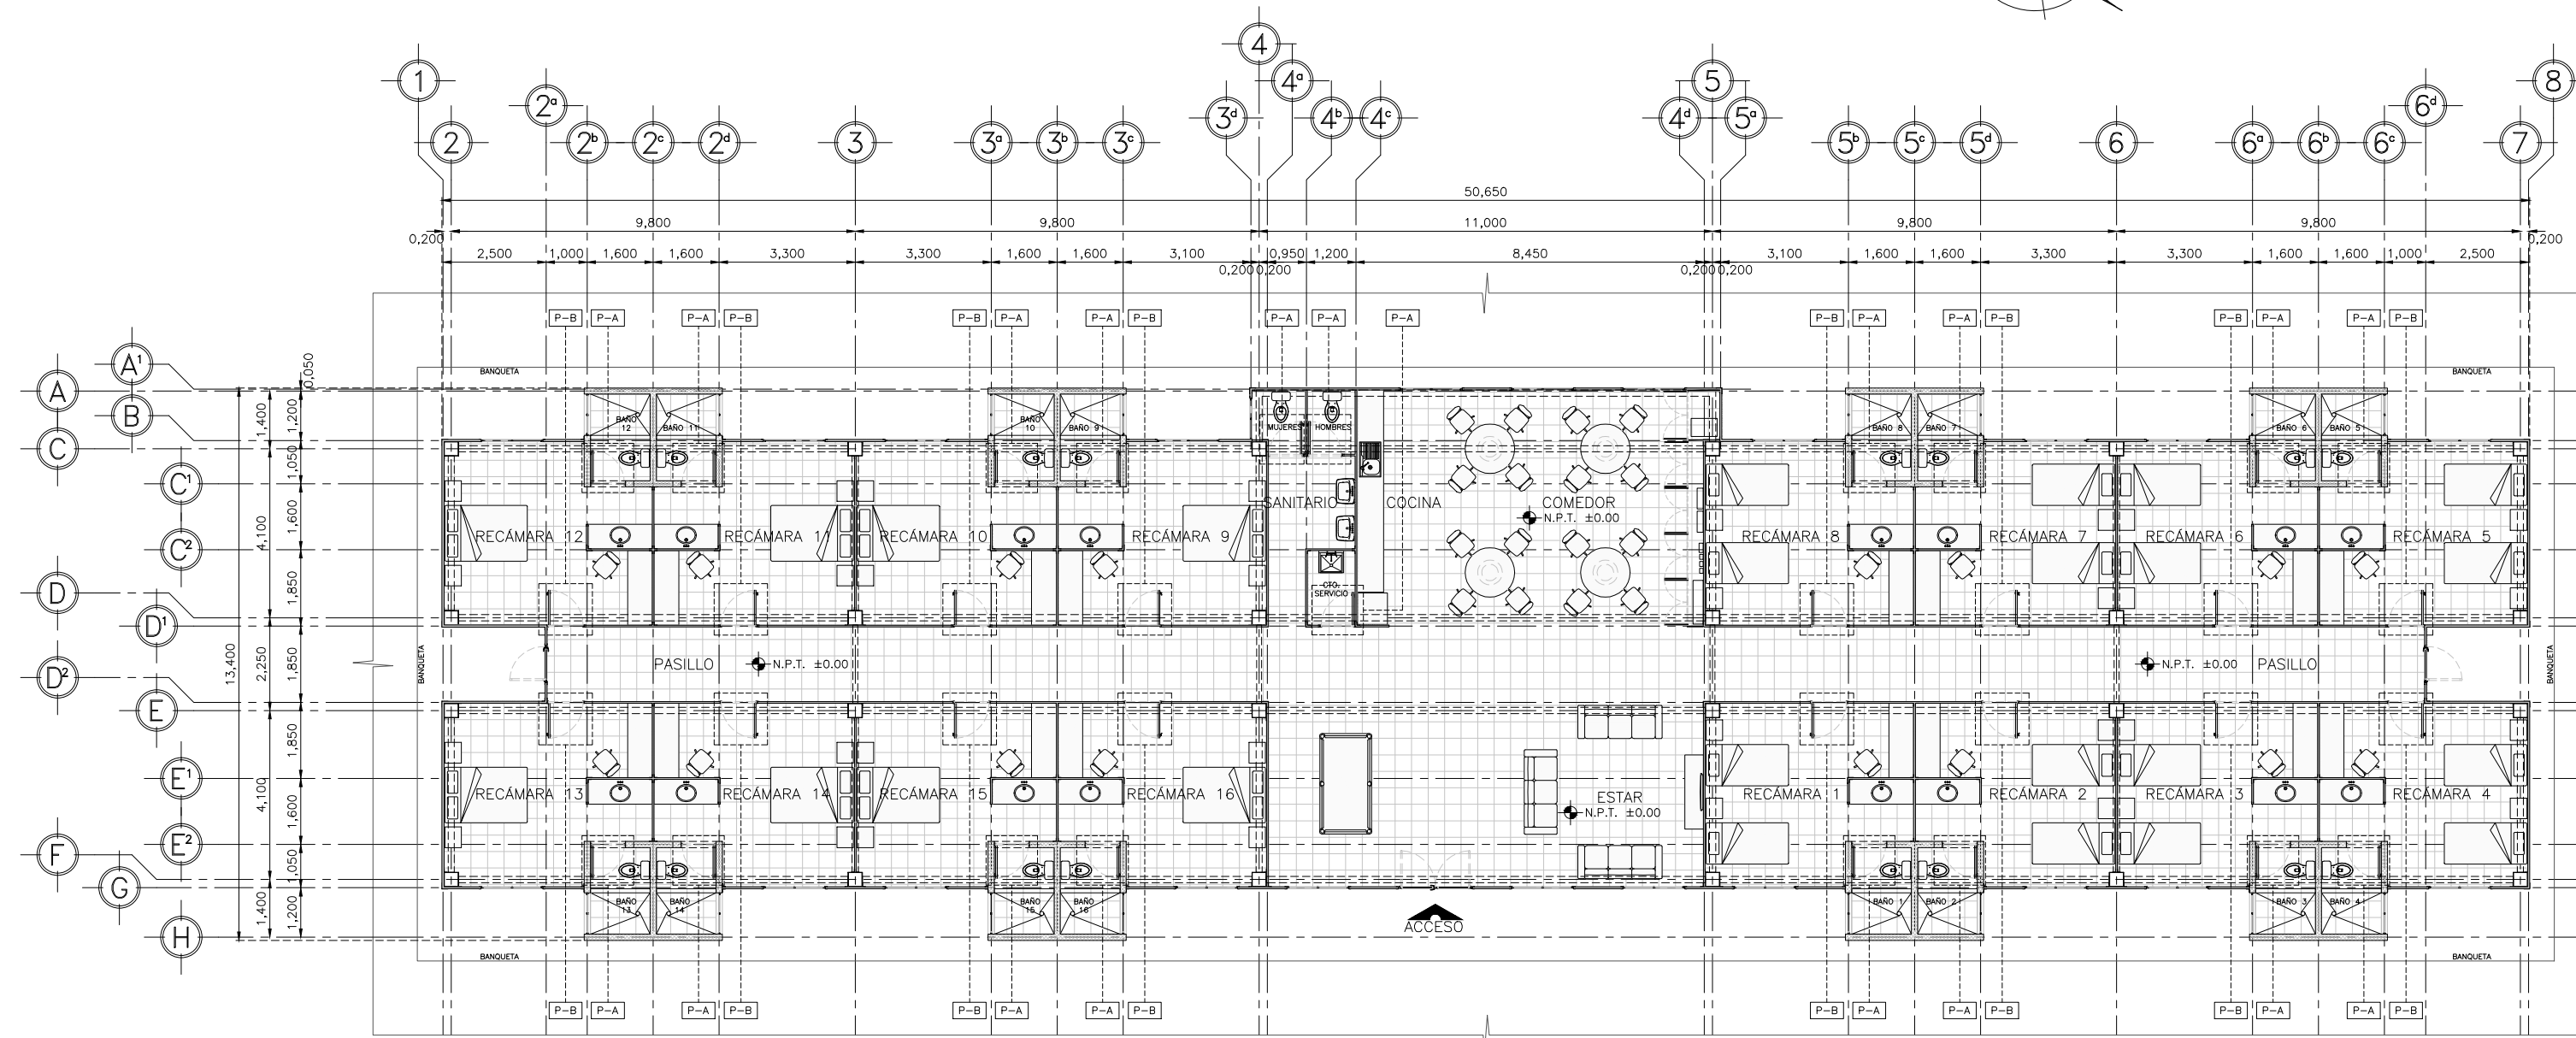 4
1 4ª 5 8
2ª 6ᵈ
3ᵈ 4ᵇ 4ᶜ 4ᵈ 5ª
2 2ᵇ 2ᶜ 2ᵈ 3 3ª 3ᵇ 3ᶜ 5ᵇ 5ᶜ 5ᵈ 6 6ª 6ᵇ 6ᶜ 7
50,650
9,800 9,800 11,000 9,800 9,800
0,200 0,200
2,500 1,000 1,600 1,600 3,300 3,300 1,600 1,600 3,100 0,950 1,200 8,450 3,100 1,600 1,600 3,300 3,300 1,600 1,600 1,000 2,500
0,200 0,200 0,200 0,200
P-B P-A P-A P-B P-B P-A P-A P-B P-A P-A P-A P-B P-A P-A P-B P-B P-A P-A P-B
A¹
A
B
C
C¹
C²
D
D¹
D²
E
E¹
E²
F
G
H
13,400
1,400
4,100
2,250
4,100
1,400
0,050
1,200
1,050
1,600
1,850
1,850
1,850
1,600
1,050
1,200
BANQUETA BANQUETA
BAÑO
12
BAÑO 11
BAÑO
10
BAÑO 9
MUJERES HOMBRES
BAÑO 8 BAÑO 7 BAÑO 6 BAÑO 5
SANITARIO COCINA COMEDOR
N.P.T. ±0.00
RECÁMARA 12 RECÁMARA 11 RECÁMARA 10 RECÁMARA 9 RECÁMARA 8 RECÁMARA 7 RECÁMARA 6 RECÁMARA 5
CTO.
SERVICIO
BANQUETA PASILLO N.P.T. ±0.00 N.P.T. ±0.00 PASILLO BANQUETA
RECÁMARA 13 RECÁMARA 14 RECÁMARA 15 RECÁMARA 16 ESTAR RECÁMARA 1 RECÁMARA 2 RECÁMARA 3 RECÁMARA 4
N.P.T. ±0.00
BAÑO
13
BAÑO
14
BAÑO
15
BAÑO
16
BAÑO 1 BAÑO 2 BAÑO 3 BAÑO 4
ACCESO
BANQUETA BANQUETA
P-B P-A P-A P-B P-B P-A P-A P-B P-B P-A P-A P-B P-B P-A P-A P-B